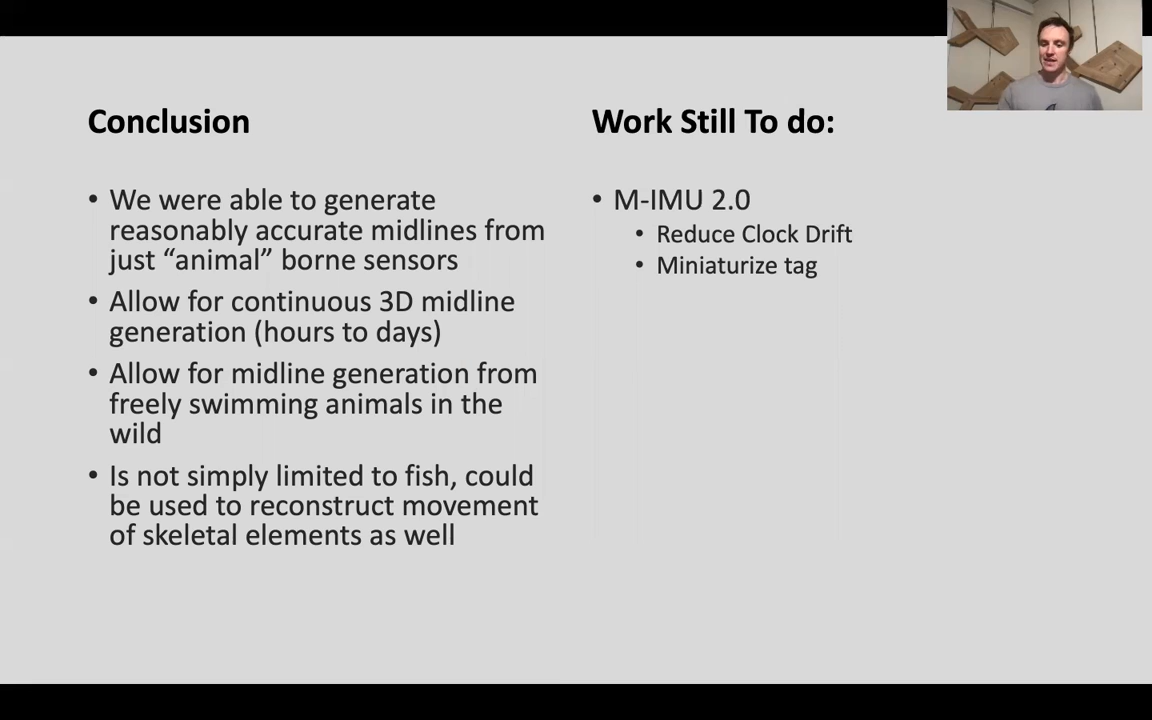 Conclusion
• We were able to generate
reasonably accurate midlines from
just “animal” borne sensors
• Allow for continuous 3D midline
generation (hours to days)
• Allow for midline generation from
freely swimming animals in the
wild
• Is not simply limited to fish, could
be used to reconstruct movement
of skeletal elements as well
Work Still To do:
• M-IMU 2.0
• Reduce Clock Drift
• Miniaturize tag